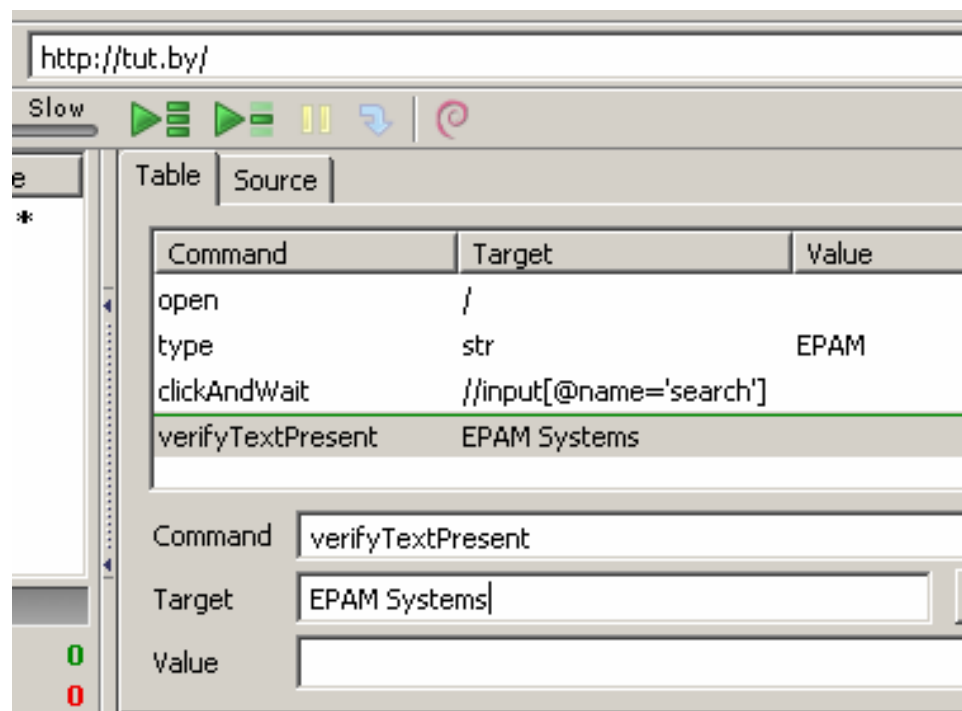 http://tut.by/
Slow
e
Table Source
*
Command Target Value
open /
type str EPAM
clickAndWait //input[@name='search']
verifyTextPresent EPAM Systems
Command verifyTextPresent
Target EPAM Systems
Value
0
0